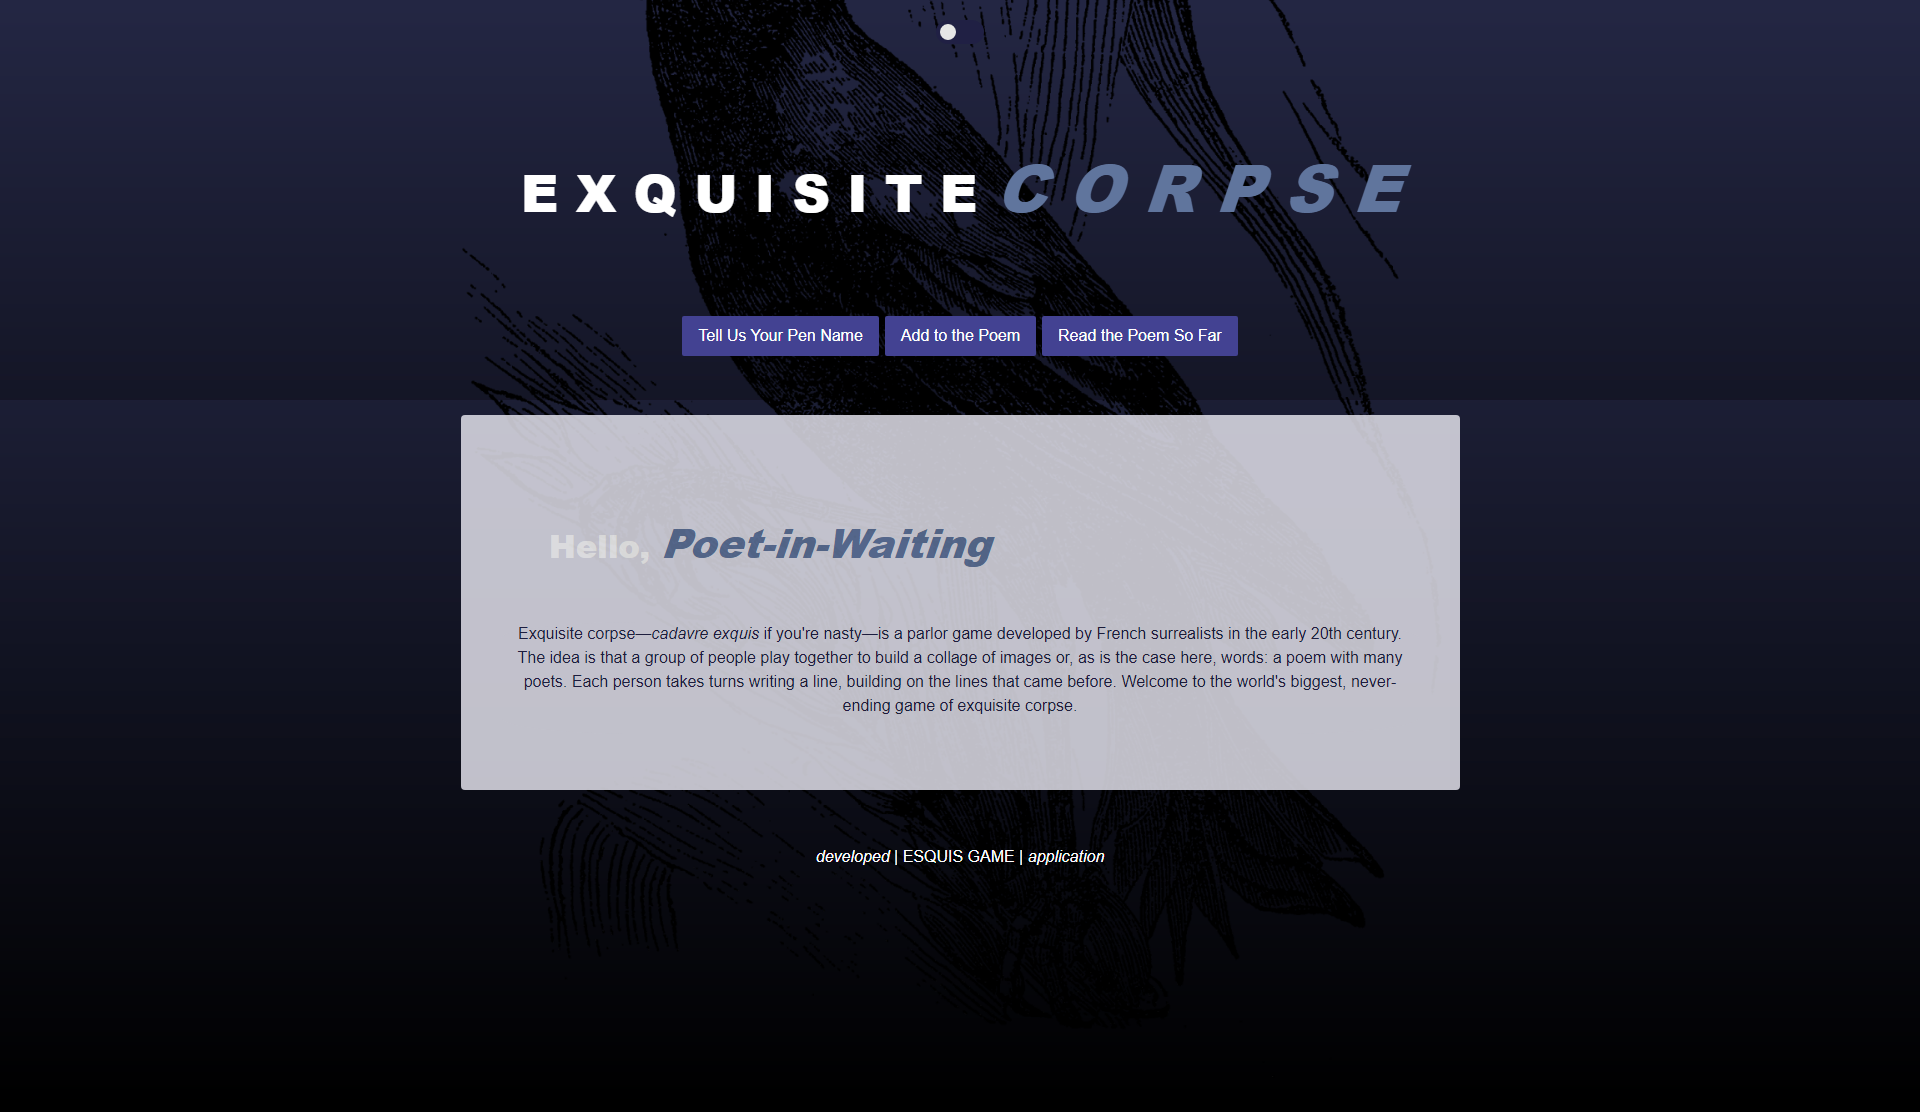 EXQUISITE CORPSE
Tell Us Your Pen Name Add to the Poem Read the Poem So Far
Hello, Poet-in-Waiting
Exquisite corpse—cadavre exquis if you're nasty—is a parlor game developed by French surrealists in the early 20th century.
The idea is that a group of people play together to build a collage of images or, as is the case here, words: a poem with many
poets. Each person takes turns writing a line, building on the lines that came before. Welcome to the world's biggest, never-
ending game of exquisite corpse.
developed | ESQUIS GAME | application